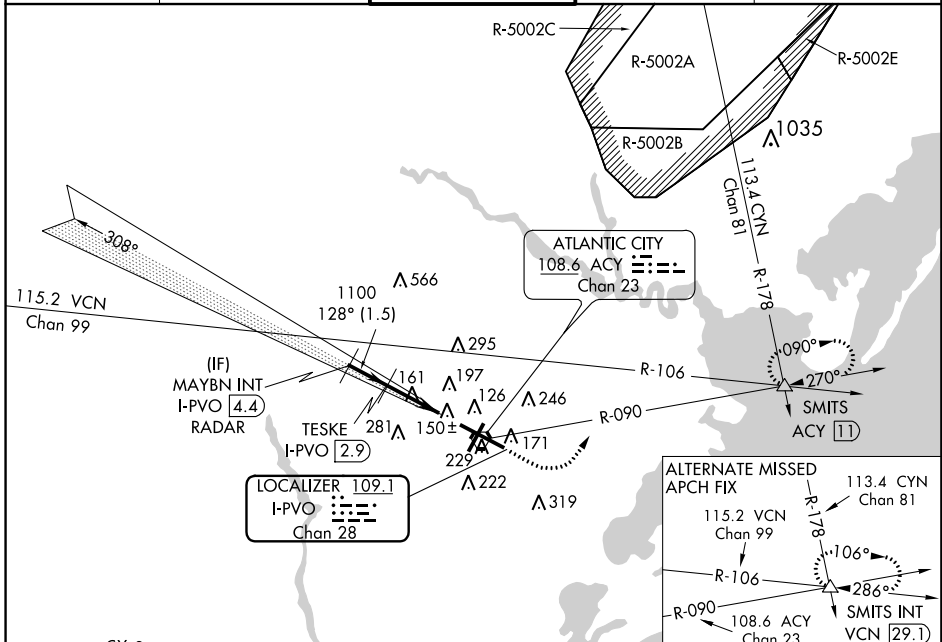 R-5002C
R-5002A
R-5002E
R-5002B
1035
113.4 CYN
Chan 81
R-178
ATLANTIC CITY
108.6 ACY
Chan 23
308°
566
1100
128° (1.5)
115.2 VCN
Chan 99
295
R-106
090°
270°
(IF)
MAYBN INT
I-PVO 4.4
RADAR
161
197
126
246
R-090
SMITS
ACY 11
TESKE
I-PVO 2.9
281
150±
171
229
222
319
LOCALIZER 109.1
I-PVO
Chan 28
ALTERNATE MISSED
APCH FIX
113.4 CYN
Chan 81
115.2 VCN
Chan 99
R-178
106°
R-106
286°
R-090
SMITS INT
VCN 29.1
108.6 ACY
Chan 23